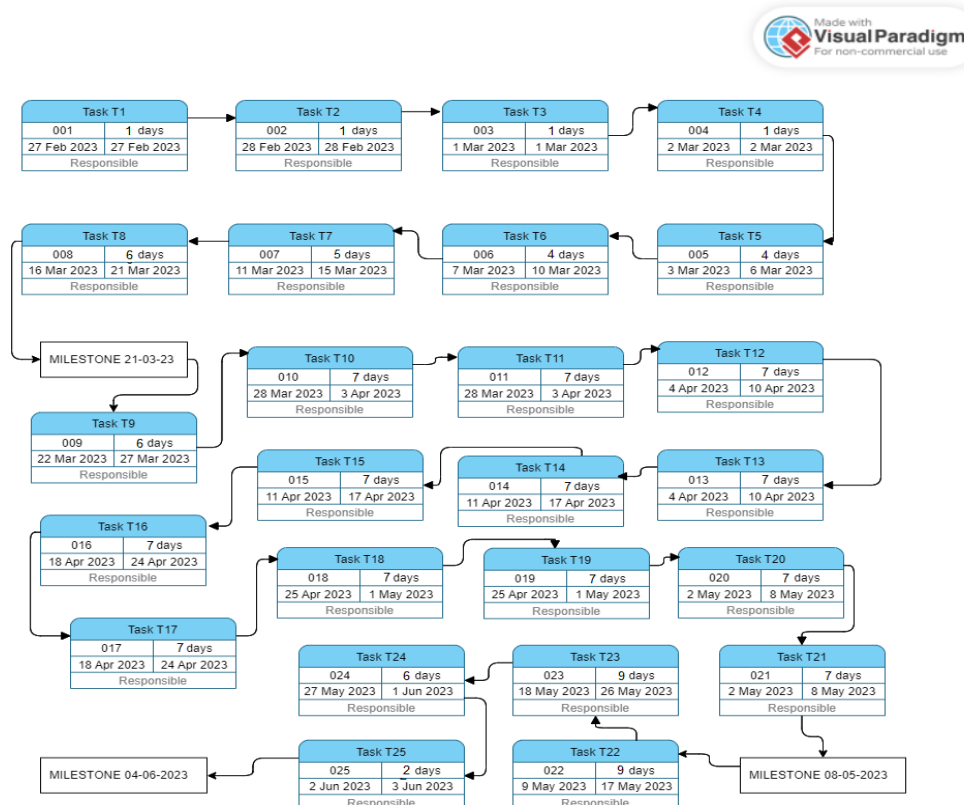 Made with
Visual Paradigm
For non-commercial use
Task T1
001 1 days
27 Feb 2023 27 Feb 2023
Responsible
Task T2
002 1 days
28 Feb 2023 28 Feb 2023
Responsible
Task T3
003 1 days
1 Mar 2023 1 Mar 2023
Responsible
Task T4
004 1 days
2 Mar 2023 2 Mar 2023
Responsible
Task T8
008 6 days
16 Mar 2023 21 Mar 2023
Responsible
Task T7
007 5 days
11 Mar 2023 15 Mar 2023
Responsible
Task T6
006 4 days
7 Mar 2023 10 Mar 2023
Responsible
Task T5
005 4 days
3 Mar 2023 6 Mar 2023
Responsible
MILESTONE 21-03-23
Task T10
010 7 days
28 Mar 2023 3 Apr 2023
Responsible
Task T11
011 7 days
28 Mar 2023 3 Apr 2023
Responsible
Task T12
012 7 days
4 Apr 2023 10 Apr 2023
Responsible
Task T9
009 6 days
22 Mar 2023 27 Mar 2023
Responsible
Task T15
015 7 days
11 Apr 2023 17 Apr 2023
Responsible
Task T14
014 7 days
11 Apr 2023 17 Apr 2023
Responsible
Task T13
013 7 days
4 Apr 2023 10 Apr 2023
Responsible
Task T16
016 7 days
18 Apr 2023 24 Apr 2023
Responsible
Task T18
018 7 days
25 Apr 2023 1 May 2023
Responsible
Task T19
019 7 days
25 Apr 2023 1 May 2023
Responsible
Task T20
020 7 days
2 May 2023 8 May 2023
Responsible
Task T17
017 7 days
18 Apr 2023 24 Apr 2023
Responsible
Task T24
024 6 days
27 May 2023 1 Jun 2023
Responsible
Task T23
023 9 days
18 May 2023 26 May 2023
Responsible
Task T21
021 7 days
2 May 2023 8 May 2023
Responsible
MILESTONE 04-06-2023
Task T25
025 2 days
2 Jun 2023 3 Jun 2023
Responsible
Task T22
022 9 days
9 May 2023 17 May 2023
Responsible
MILESTONE 08-05-2023